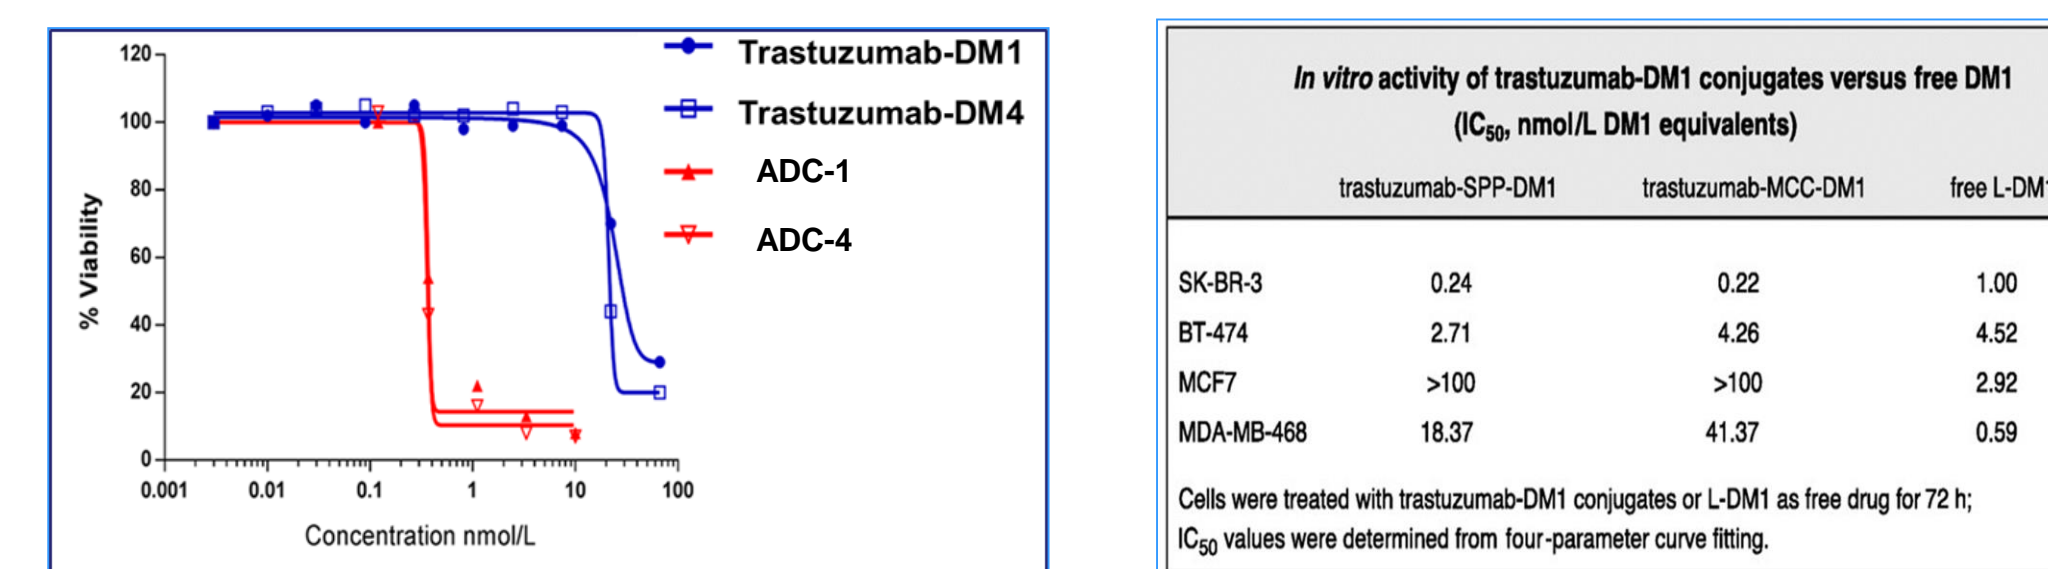 120
100
80
60
40
20
0
% Viability
0.001 0.01 0.1 1 10 100
Concentration nmol/L
Trastuzumab-DM1
Trastuzumab-DM4
ADC-1
ADC-4
In vitro activity of trastuzumab-DM1 conjugates versus free DM1
(IC50, nmol/L DM1 equivalents)
trastuzumab-SPP-DM1 trastuzumab-MCC-DM1 free L-DM1
SK-BR-3 0.24 0.22 1.00
BT-474 2.71 4.26 4.52
MCF7 >100 >100 2.92
MDA-MB-468 18.37 41.37 0.59
Cells were treated with trastuzumab-DM1 conjugates or L-DM1 as free drug for 72 h;
IC50 values were determined from four-parameter curve fitting.